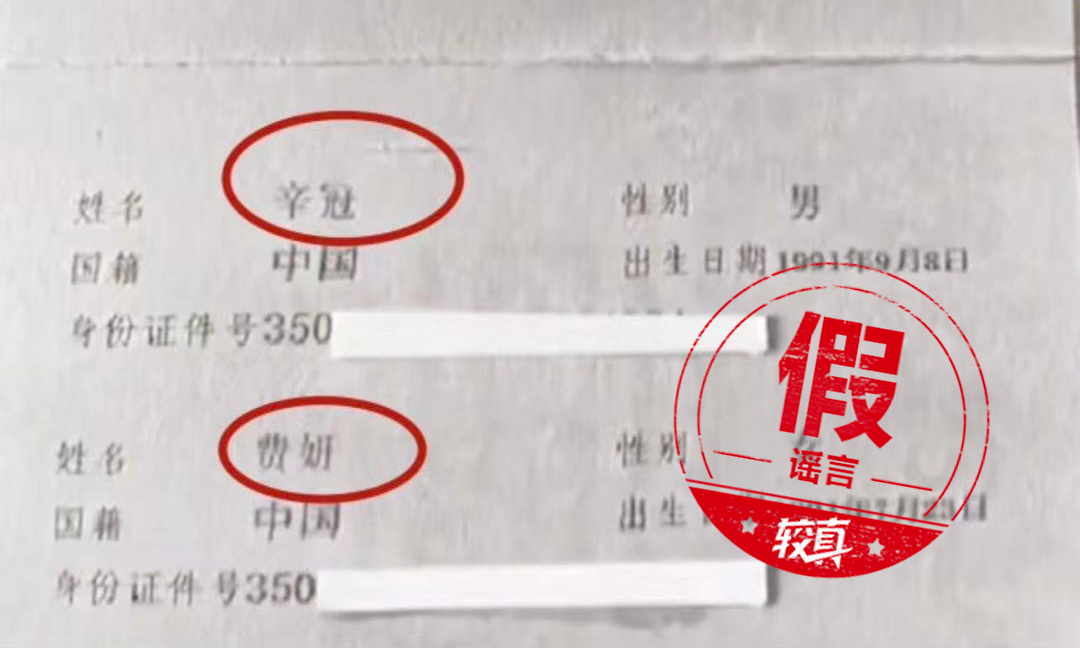 姓名 辛冠 性别 男
国籍 中国 出生日期 1991年9月8日
身份证件号350
姓名 费妍 性别
国籍 中国 出生
身份证件号350
假
谣言
较真